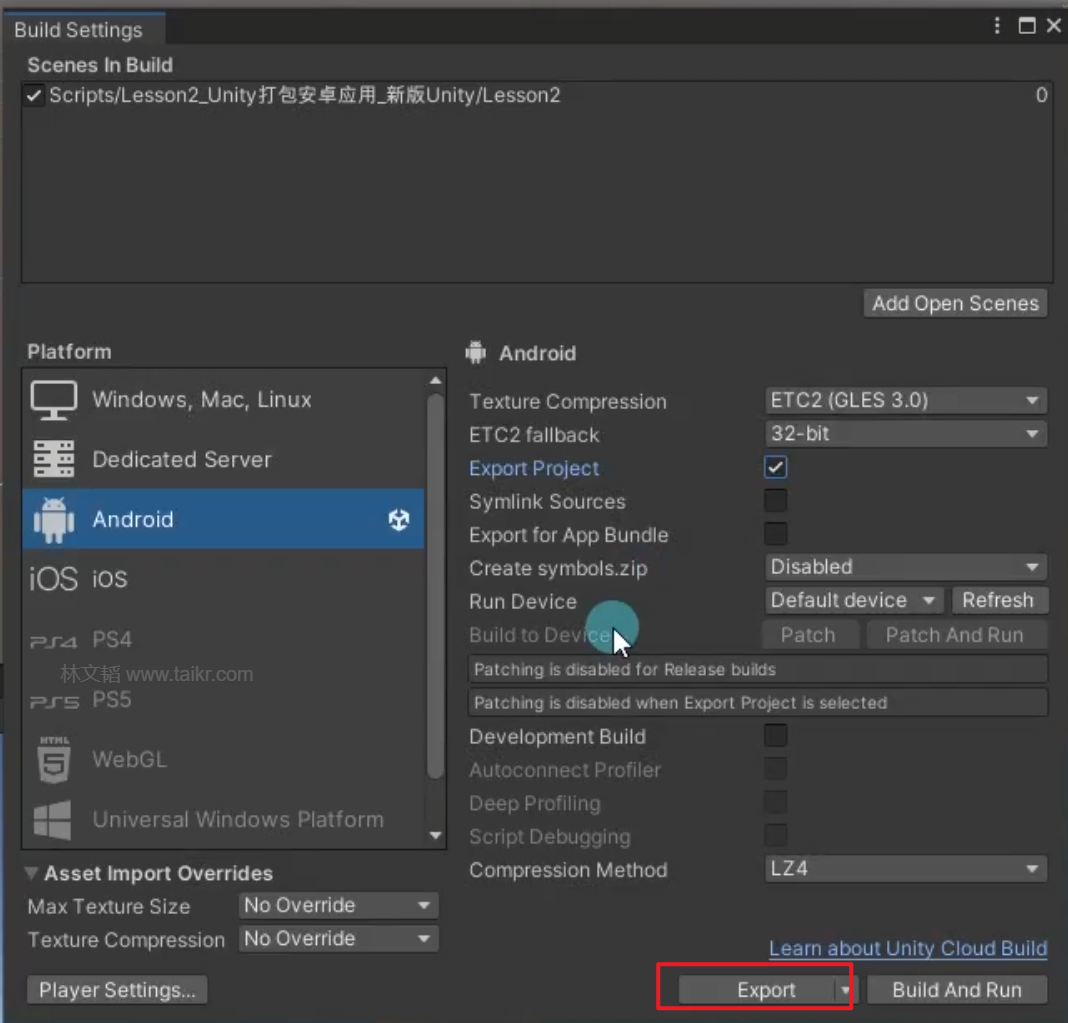 Build Settings
Scenes In Build
Scripts/Lesson2_Unity打包安卓应用_新版Unity/Lesson2 0
Add Open Scenes
Platform
Windows, Mac, Linux
Dedicated Server
Android
iOS iOS
PS4 PS4
林文韬 www.taikr.com
PS5 PS5
HTML 5 WebGL
Universal Windows Platform
Android
Texture Compression ETC2 (GLES 3.0)
ETC2 fallback 32-bit
Export Project
Symlink Sources
Export for App Bundle
Create symbols.zip Disabled
Run Device Default device Refresh
Build to Device Patch Patch And Run
Patching is disabled for Release builds
Patching is disabled when Export Project is selected
Development Build
Autoconnect Profiler
Deep Profiling
Script Debugging
Compression Method LZ4
Asset Import Overrides
Max Texture Size No Override
Texture Compression No Override
Learn about Unity Cloud Build
Player Settings... Export Build And Run